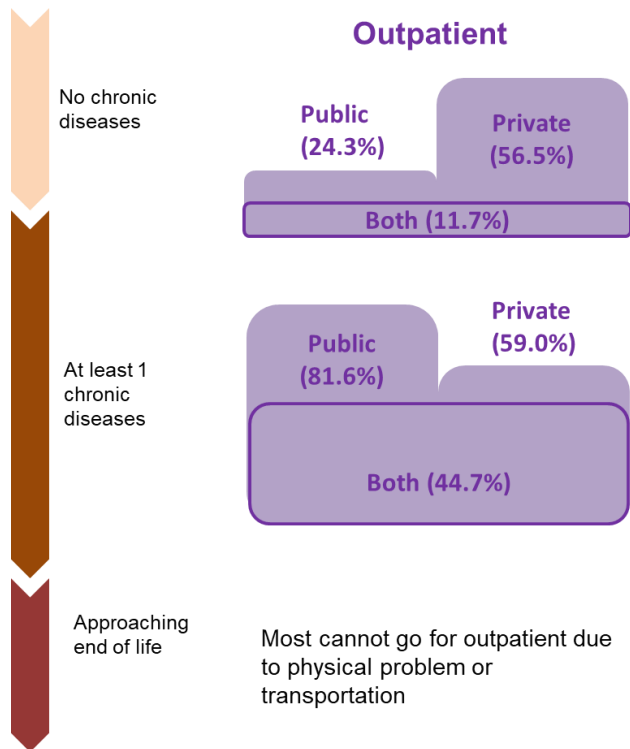 Outpatient
No chronic
diseases
Public
(24.3%)
Private
(56.5%)
Both (11.7%)
At least 1
chronic
diseases
Public
(81.6%)
Private
(59.0%)
Both (44.7%)
Approaching
end of life
Most cannot go for outpatient due
to physical problem or
transportation